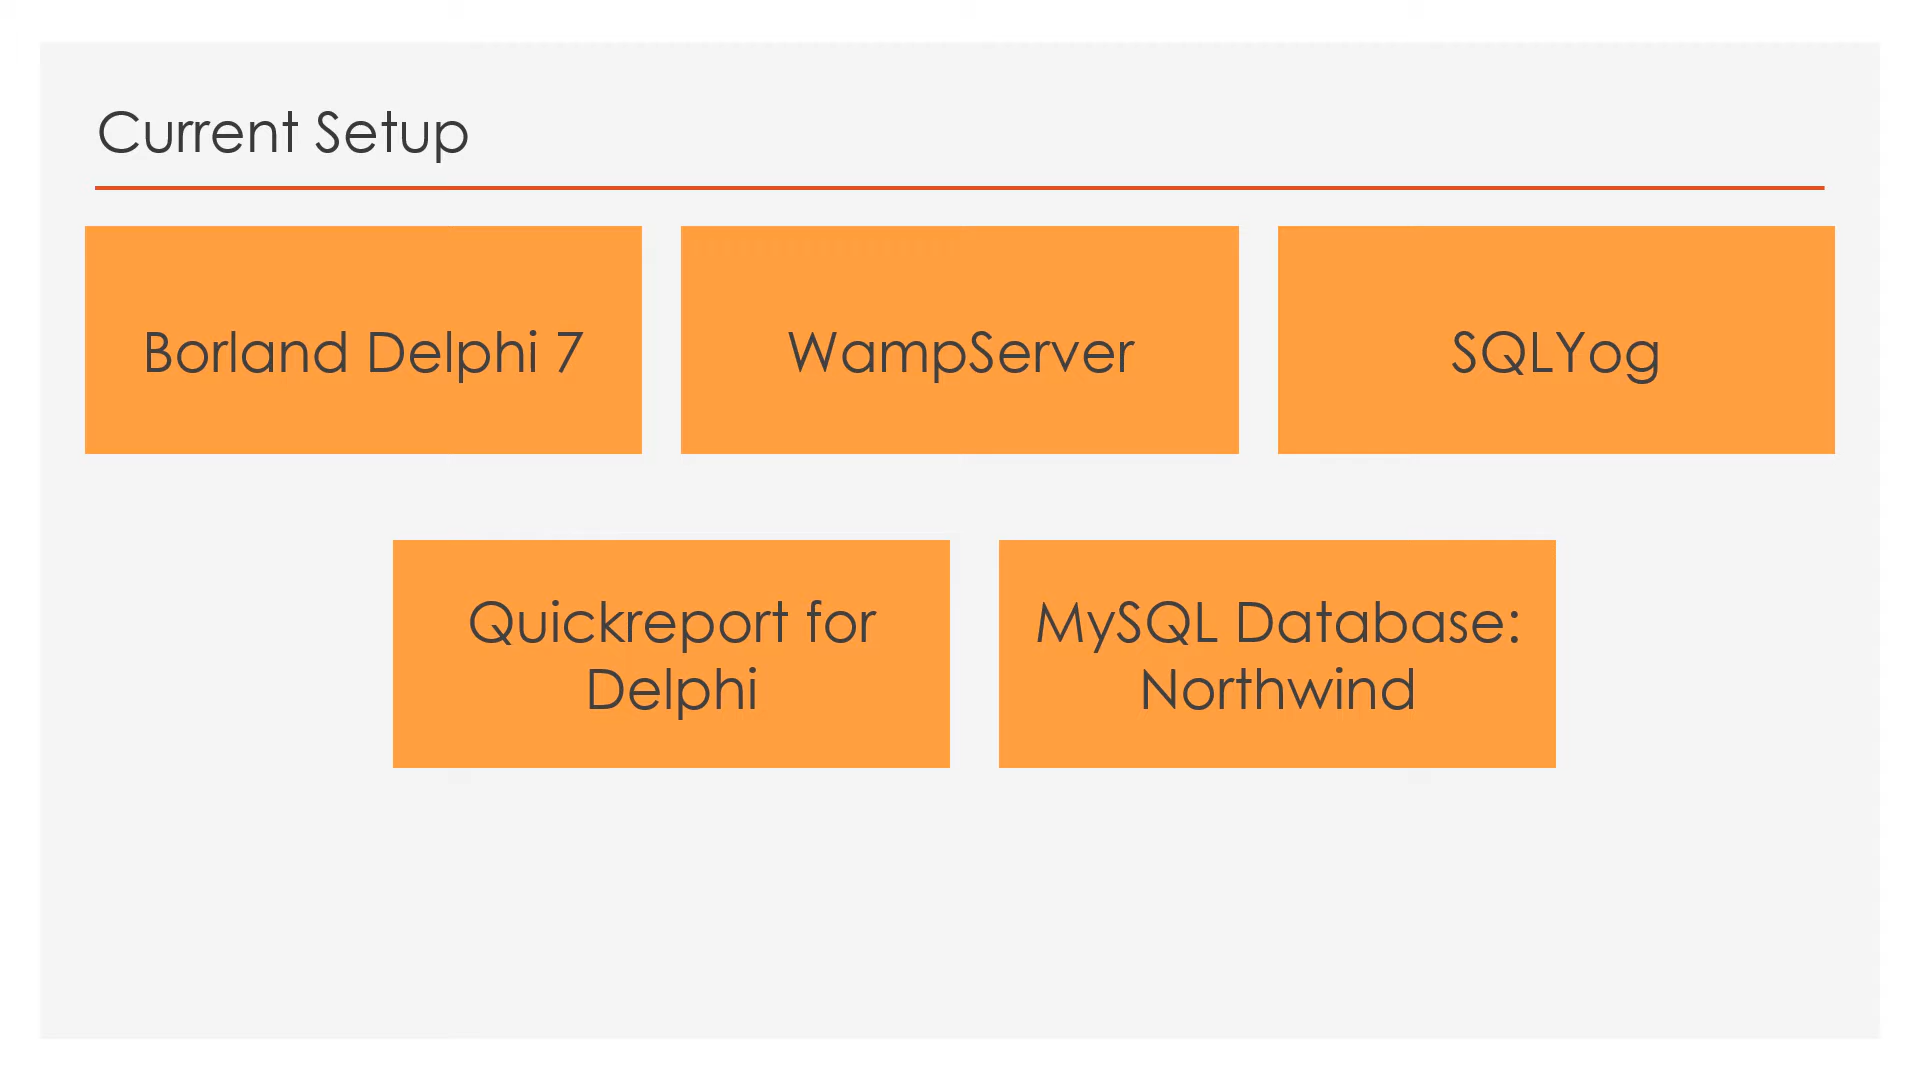 Current Setup
Borland Delphi 7
WampServer
SQLYog
Quickreport for
Delphi
MySQL Database:
Northwind